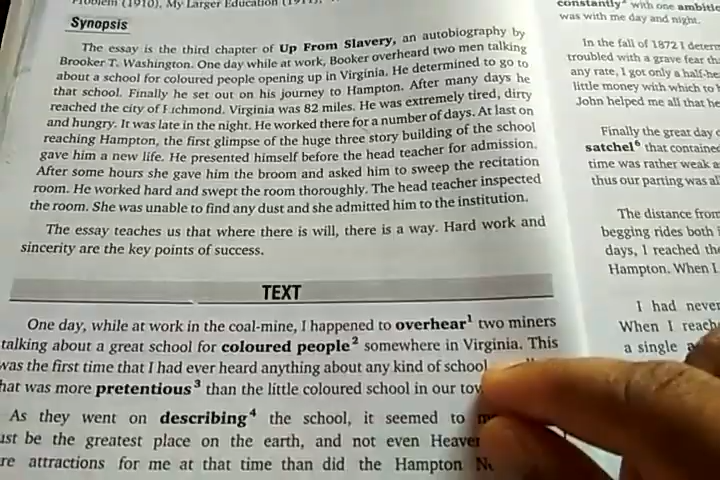 Problem (1910), My Larger Education
Synopsis
The essay is the third chapter of Up From Slavery, an autobiography by
Brooker T. Washington. One day while at work, Booker overheard two men talking
about a school for coloured people opening up in Virginia. He determined to go to
that school. Finally he set out on his journey to Hampton. After many days he
reached the city of Richmond. Virginia was 82 miles. He was extremely tired, dirty
and hungry. It was late in the night. He worked there for a number of days. At last on
reaching Hampton, the first glimpse of the huge three story building of the school
gave him a new life. He presented himself before the head teacher for admission.
After some hours she gave him the broom and asked him to sweep the recitation
room. He worked hard and swept the room thoroughly. The head teacher inspected
the room. She was unable to find any dust and she admitted him to the institution.
The essay teaches us that where there is will, there is a way. Hard work and
sincerity are the key points of success.
TEXT
One day, while at work in the coal-mine, I happened to overhear1 two miners
talking about a great school for coloured people2 somewhere in Virginia. This
was the first time that I had ever heard anything about any kind of school
that was more pretentious3 than the little coloured school in our
As they went on describing4 the school, it seemed to
be the greatest place on the earth, and not even
attractions for me at that time than did the Hampton
constantly2 with one
was with me day and night.
In the fall of 1872 I
troubled with a grave fear
any rate, I got only a
little money with which to
John helped me all that he
Finally the great day
satchel6 that
time was rather weak
thus our parting was
The distance from
begging rides both
days, I reached the
Hampton. When I
I had never
When I
a single